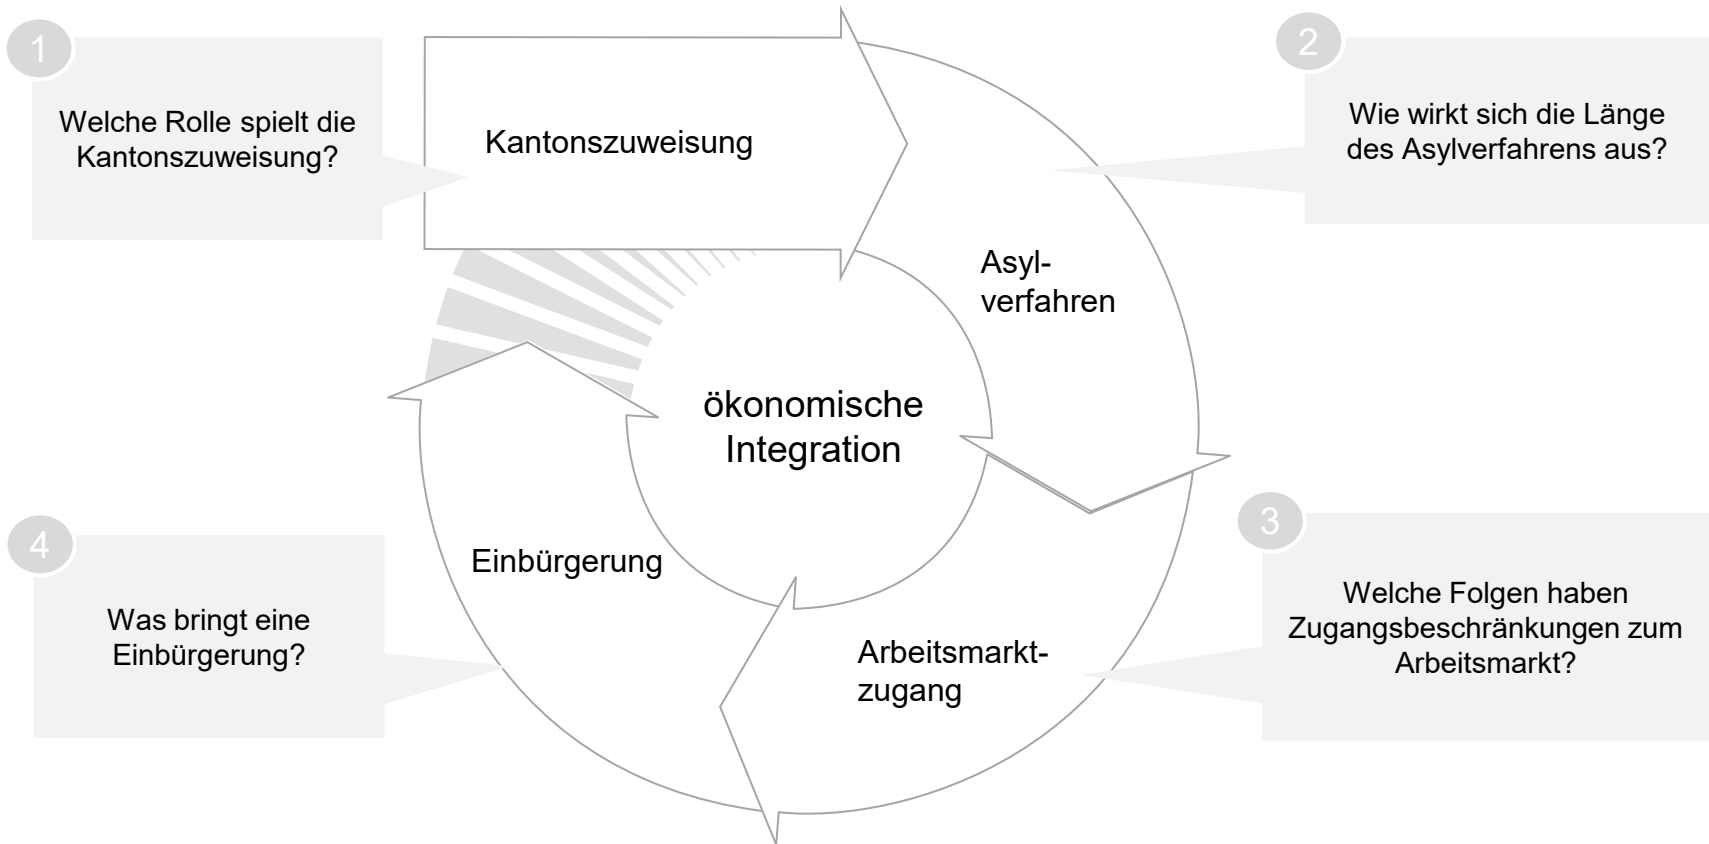 1
Welche Rolle spielt die
Kantonszuweisung?
Kantonszuweisung
2
Wie wirkt sich die Länge
des Asylverfahrens aus?
Asyl-
verfahren
ökonomische
Integration
3
Welche Folgen haben
Zugangsbeschränkungen zum
Arbeitsmarkt?
Arbeitsmarkt-
zugang
4
Was bringt eine
Einbürgerung?
Einbürgerung